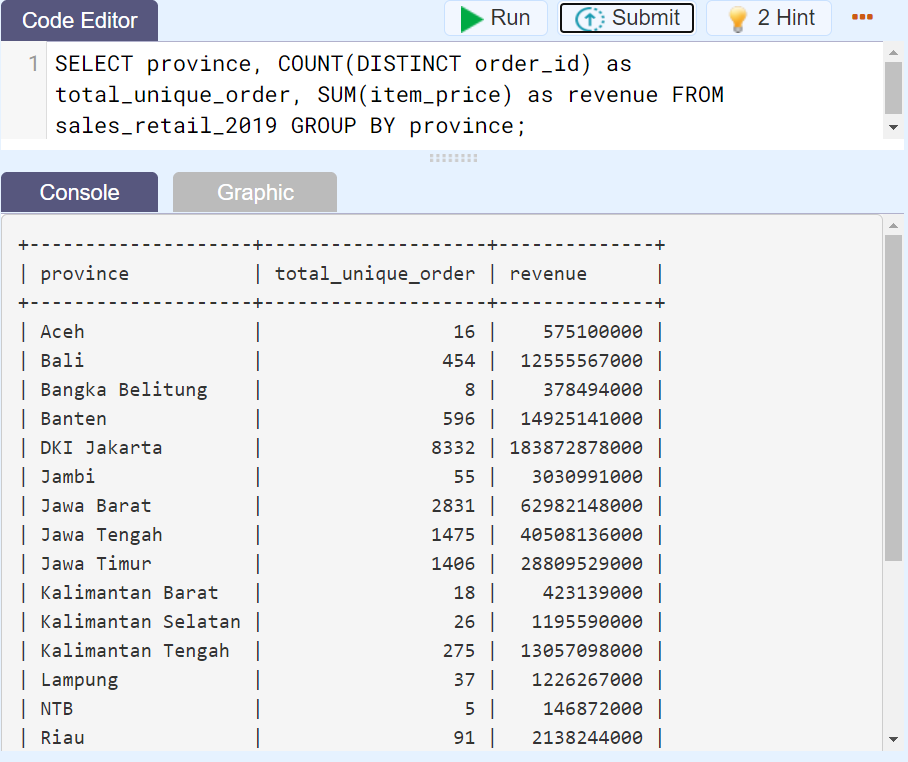 Code Editor
Run
Submit
2 Hint
1 SELECT province, COUNT(DISTINCT order_id) as
total_unique_order, SUM(item_price) as revenue FROM
sales_retail_2019 GROUP BY province;
Console
Graphic
+--------------------+--------------------+--------------+
| province           | total_unique_order | revenue      |
+--------------------+--------------------+--------------+
| Aceh               |                 16 |    575100000 |
| Bali               |                454 |  12555567000 |
| Bangka Belitung    |                  8 |    378494000 |
| Banten             |                596 |  14925141000 |
| DKI Jakarta        |               8332 | 183872878000 |
| Jambi              |                 55 |   3030991000 |
| Jawa Barat         |               2831 |  62982148000 |
| Jawa Tengah        |               1475 |  40508136000 |
| Jawa Timur         |               1406 |  28809529000 |
| Kalimantan Barat   |                 18 |    423139000 |
| Kalimantan Selatan |                 26 |   1195590000 |
| Kalimantan Tengah  |                275 |  13057098000 |
| Lampung            |                 37 |   1226267000 |
| NTB                |                  5 |    146872000 |
| Riau               |                 91 |   2138244000 |